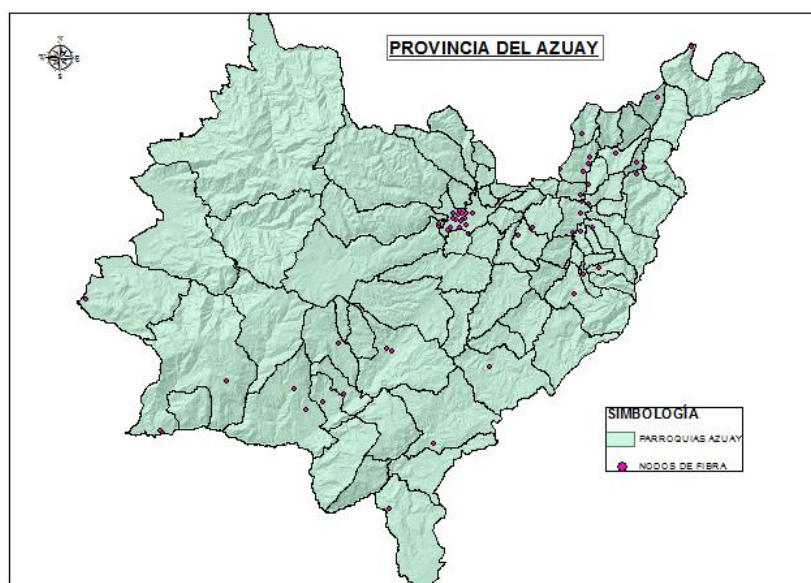 PROVINCIA DEL AZUAY
N
S
SIMBOLOGÍA
PARROQUIAS AZUAY
NODOS DE FIBRA